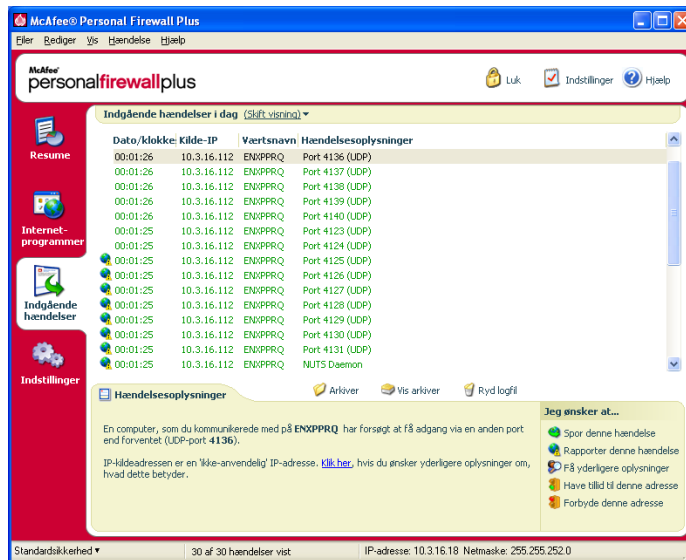 McAfee® Personal Firewall Plus
Filer Rediger Vis Hændelse Hjælp
McAfee®
personalfirewallplus
Luk Indstillinger Hjælp
Indgående hændelser i dag (Skift visning)
Resume
Internet-
programmer
Indgående
hændelser
Indstillinger
Dato/klokke Kilde-IP Værtsnavn Hændelsesoplysninger
00:01:26 10.3.16.112 ENXPPRQ Port 4136 (UDP)
00:01:26 10.3.16.112 ENXPPRQ Port 4137 (UDP)
00:01:26 10.3.16.112 ENXPPRQ Port 4138 (UDP)
00:01:26 10.3.16.112 ENXPPRQ Port 4139 (UDP)
00:01:26 10.3.16.112 ENXPPRQ Port 4140 (UDP)
00:01:25 10.3.16.112 ENXPPRQ Port 4123 (UDP)
00:01:25 10.3.16.112 ENXPPRQ Port 4124 (UDP)
00:01:25 10.3.16.112 ENXPPRQ Port 4125 (UDP)
00:01:25 10.3.16.112 ENXPPRQ Port 4126 (UDP)
00:01:25 10.3.16.112 ENXPPRQ Port 4127 (UDP)
00:01:25 10.3.16.112 ENXPPRQ Port 4128 (UDP)
00:01:25 10.3.16.112 ENXPPRQ Port 4129 (UDP)
00:01:25 10.3.16.112 ENXPPRQ Port 4130 (UDP)
00:01:25 10.3.16.112 ENXPPRQ Port 4131 (UDP)
00:01:25 10.3.16.112 ENXPPRQ NUTS Daemon
Hændelsesoplysninger
Arkiver Vis arkiver Ryd logfil
En computer, som du kommunikerede med på ENXPPRQ har forsøgt at få adgang via en anden port
end forventet (UDP-port 4136).
IP-kildeadressen er en 'ikke-anvendelig' IP-adresse. Klik her, hvis du ønsker yderligere oplysninger om,
hvad dette betyder.
Jeg ønsker at...
Spor denne hændelse
Rapporter denne hændelse
Få yderligere oplysninger
Have tillid til denne adresse
Forbyde denne adresse
Standardsikkerhed 30 af 30 hændelser vist IP-adresse: 10.3.16.18 Netmaske: 255.255.252.0